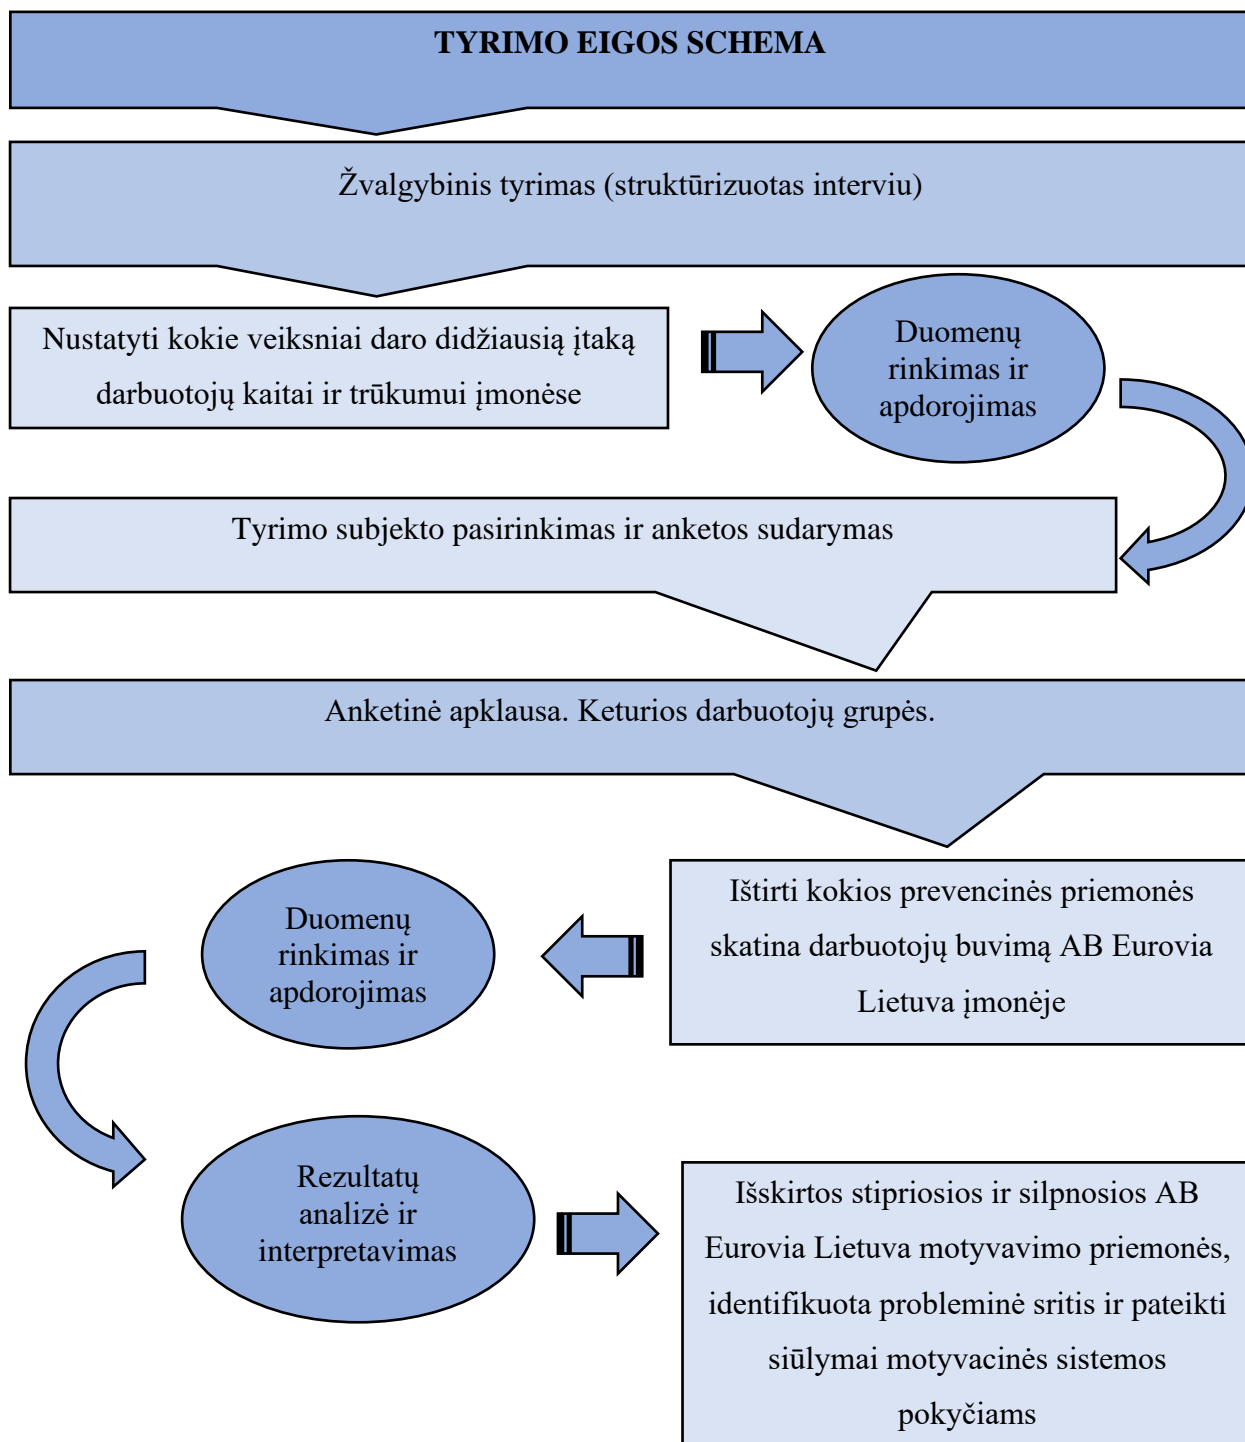 TYRIMO EIGOS SCHEMA
Žvalgybinis tyrimas (struktūrizuotas interviu)
Nustatyti kokie veiksniai daro didžiausią įtaką
darbuotojų kaitai ir trūkumui įmonėse
Duomenų
rinkimas ir
apdorojimas
Tyrimo subjekto pasirinkimas ir anketos sudarymas
Anketinė apklausa. Keturios darbuotojų grupės.
Ištirti kokios prevencinės priemonės
skatina darbuotojų buvimą AB Eurovia
Lietuva įmonėje
Duomenų
rinkimas ir
apdorojimas
Rezultatų
analizė ir
interpretavimas
Išskirtos stipriosios ir silpnosios AB
Eurovia Lietuva motyvavimo priemonės,
identifikuota probleminė sritis ir pateikti
siūlymai motyvacinės sistemos
pokyčiams